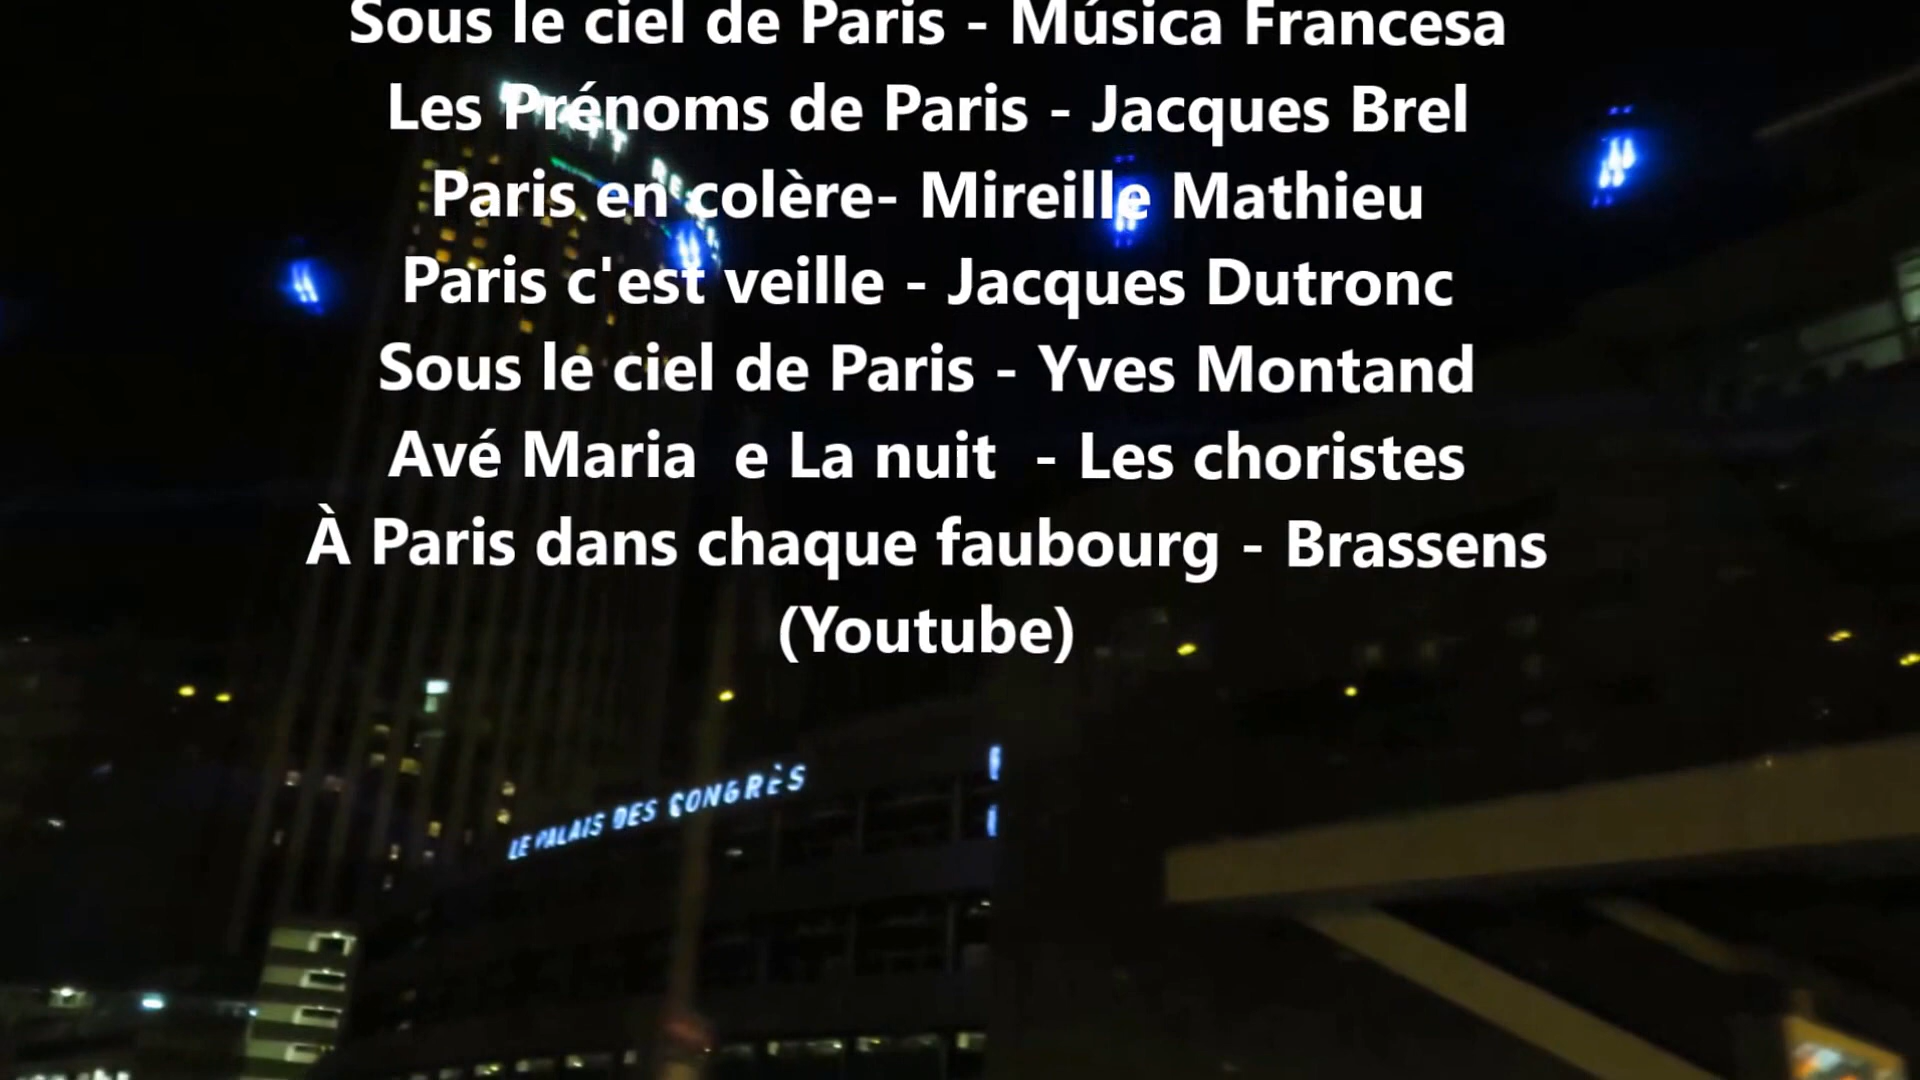 Sous le ciel de Paris - Música Francesa
Les Prénoms de Paris - Jacques Brel
Paris en colère- Mireille Mathieu
Paris c'est veille - Jacques Dutronc
Sous le ciel de Paris - Yves Montand
Avé Maria  e La nuit  - Les choristes
À Paris dans chaque faubourg - Brassens
(Youtube)
LE PALAIS DES CONGRÈS